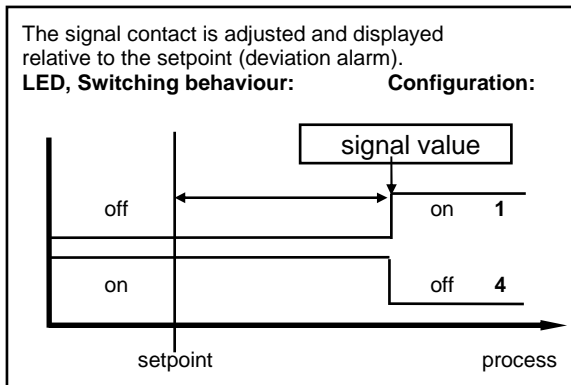 The signal contact is adjusted and displayed
relative to the setpoint (deviation alarm).
LED, Switching behaviour: Configuration:
signal value
off on 1
on off 4
setpoint process